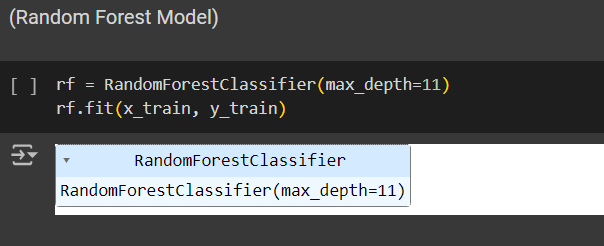 (Random Forest Model)
[ ] rf = RandomForestClassifier(max_depth=11)
rf.fit(x_train, y_train)
RandomForestClassifier
RandomForestClassifier(max_depth=11)